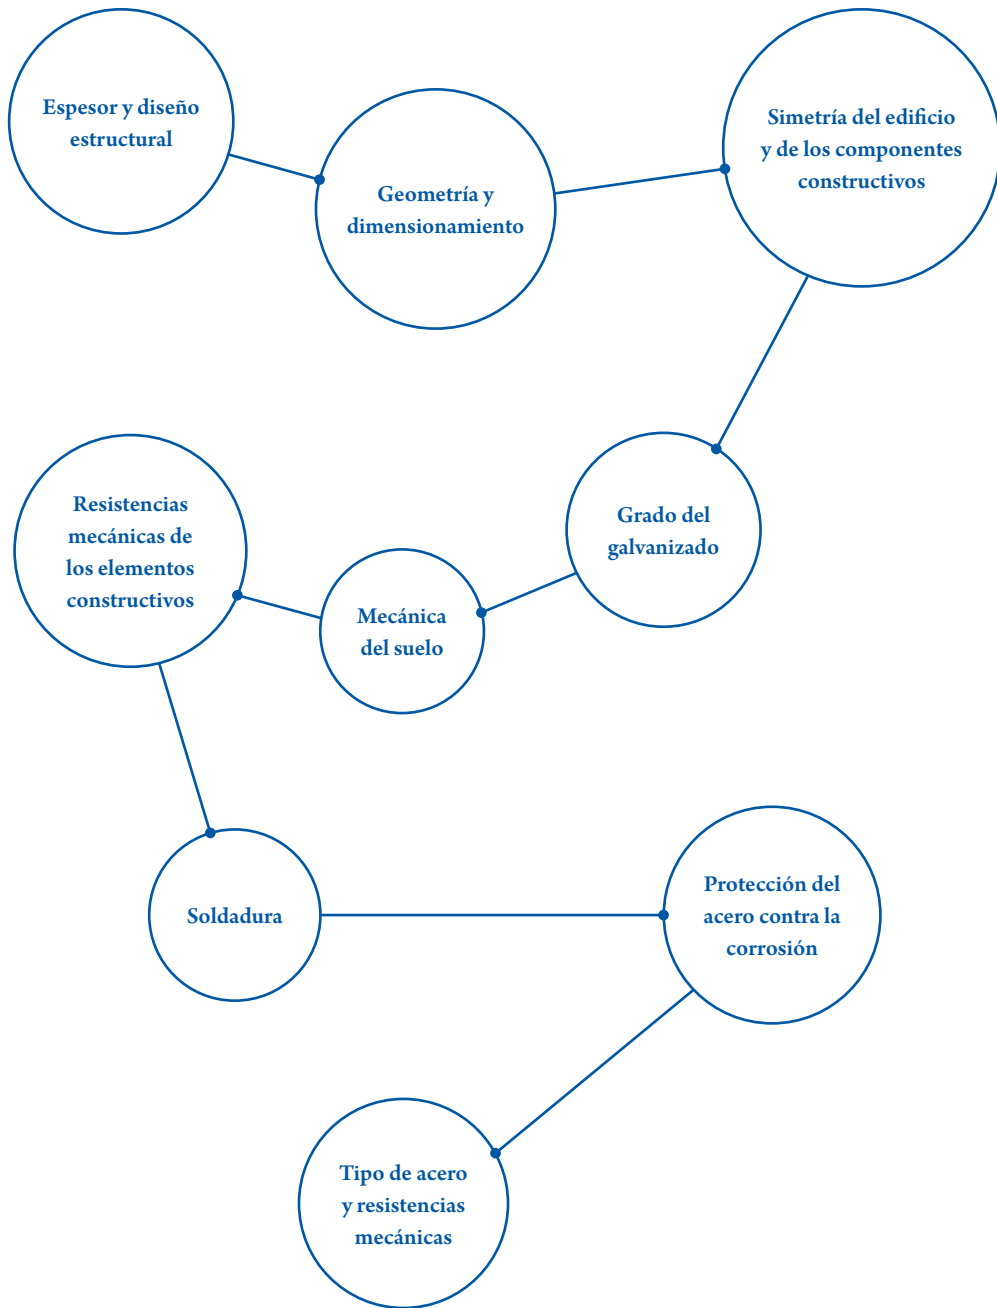 Espesor y diseño
estructural
Geometría y
dimensionamiento
Simetría del edificio
y de los componentes
constructivos
Grado del
galvanizado
Mecánica
del suelo
Resistencias
mecánicas de
los elementos
constructivos
Soldadura
Protección del
acero contra la
corrosión
Tipo de acero
y resistencias
mecánicas